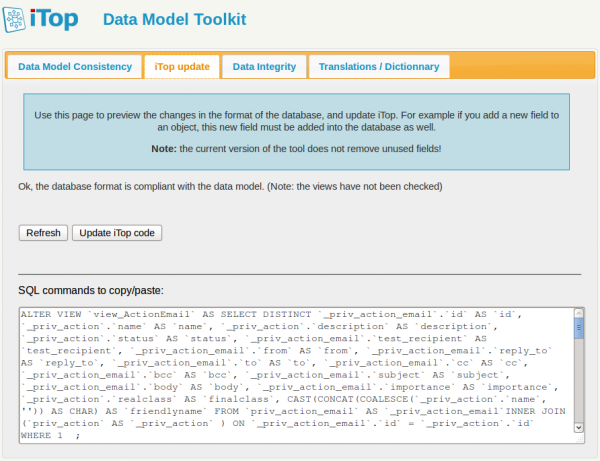 iTop Data Model Toolkit
Data Model Consistency iTop update Data Integrity Translations / Dictionnary
Use this page to preview the changes in the format of the database, and update iTop. For example if you add a new field to
an object, this new field must be added into the database as well.
Note: the current version of the tool does not remove unused fields!
Ok, the database format is compliant with the data model. (Note: the views have not been checked)
Refresh Update iTop code
SQL commands to copy/paste:
ALTER VIEW `view_ActionEmail` AS SELECT DISTINCT `_priv_action_email`.`id` AS `id`,
`_priv_action`.`name` AS `name`, `_priv_action`.`description` AS `description`,
`_priv_action`.`status` AS `status`, `_priv_action_email`.`test_recipient` AS
`test_recipient`, `_priv_action_email`.`from` AS `from`, `_priv_action_email`.`reply_to`
AS `reply_to`, `_priv_action_email`.`to` AS `to`, `_priv_action_email`.`cc` AS `cc`,
`_priv_action_email`.`bcc` AS `bcc`, `_priv_action_email`.`subject` AS `subject`,
`_priv_action_email`.`body` AS `body`, `_priv_action_email`.`importance` AS `importance`,
`_priv_action`.`realclass` AS `finalclass`, CAST(CONCAT(COALESCE(`_priv_action`.`name`,
'')) AS CHAR) AS `friendlyname` FROM `priv_action_email` AS `_priv_action_email`INNER JOIN
(`priv_action` AS `_priv_action` ) ON `_priv_action_email`.`id` = `_priv_action`.`id`
WHERE 1 ;